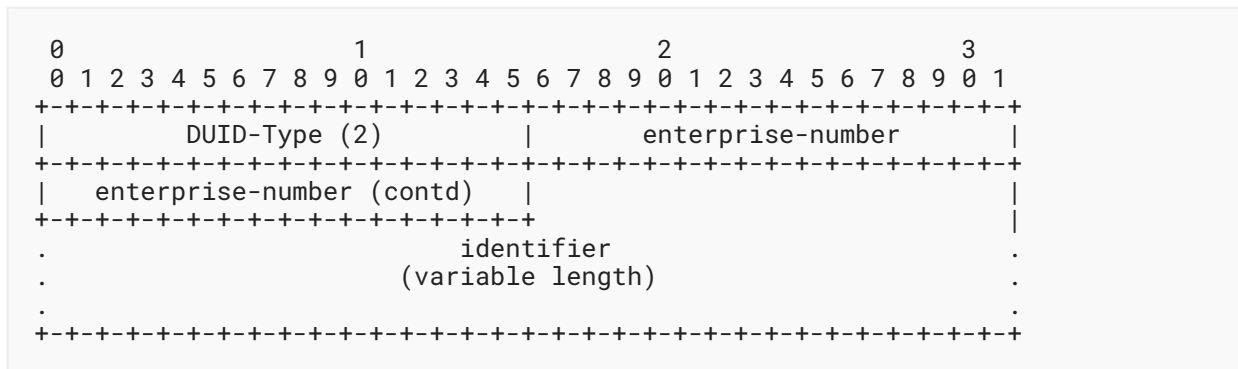 0                   1                   2                   3
 0 1 2 3 4 5 6 7 8 9 0 1 2 3 4 5 6 7 8 9 0 1 2 3 4 5 6 7 8 9 0 1
+-+-+-+-+-+-+-+-+-+-+-+-+-+-+-+-+-+-+-+-+-+-+-+-+-+-+-+-+-+-+-+-+
|         DUID-Type (2)         |       enterprise-number       |
+-+-+-+-+-+-+-+-+-+-+-+-+-+-+-+-+-+-+-+-+-+-+-+-+-+-+-+-+-+-+-+-+
|   enterprise-number (contd)   |                               |
+-+-+-+-+-+-+-+-+-+-+-+-+-+-+-+-+                               |
.                           identifier                          .
.                       (variable length)                       .
.                                                               .
+-+-+-+-+-+-+-+-+-+-+-+-+-+-+-+-+-+-+-+-+-+-+-+-+-+-+-+-+-+-+-+-+